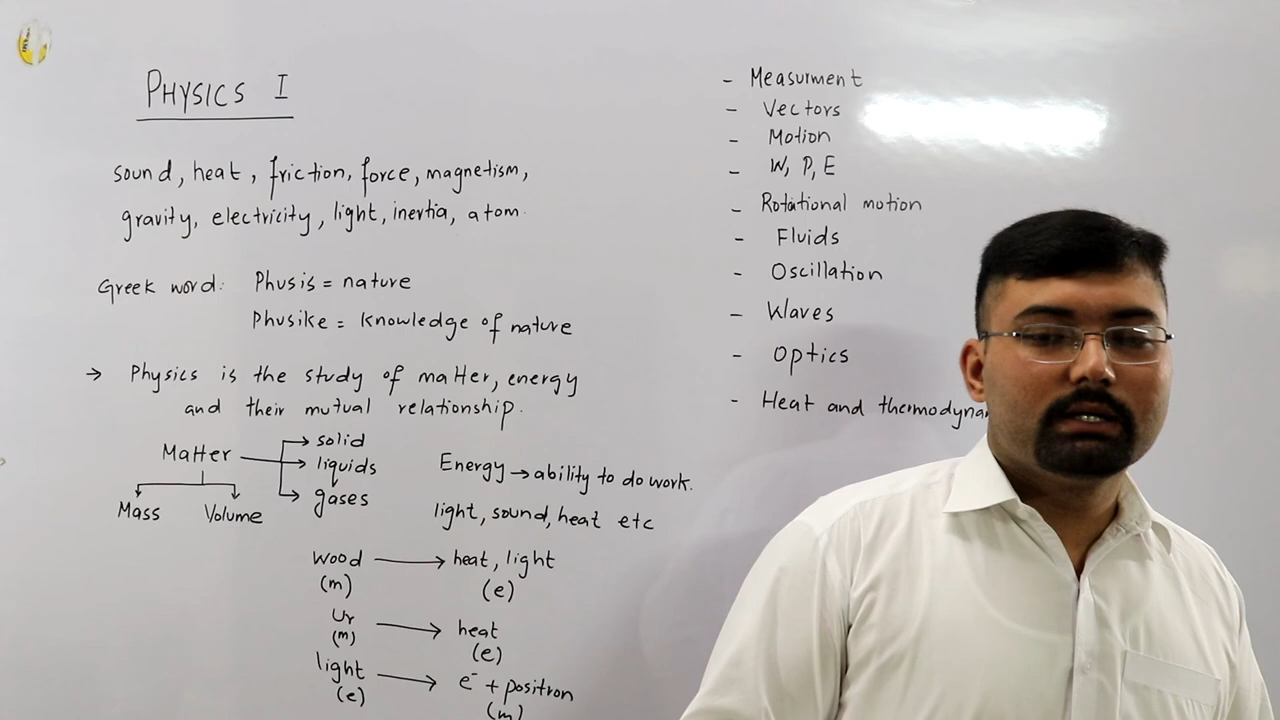 PHYSICS I
sound, heat, friction, force, magnetism,
gravity, electricity, light, inertia, atom.
Greek word: Phusis = nature
Phusike = knowledge of nature
→ Physics is the study of matter, energy
and their mutual relationship.
Matter
solid
liquids
gases
Mass Volume
Energy → ability to do work.
light, sound, heat etc
wood → heat, light
(m) (e)
Ur → heat
(m) (e)
light → e⁻ + positron
(e) (m)
- Measurment
- Vectors
- Motion
- W, P, E
- Rotational motion
- Fluids
- Oscillation
- Waves
- Optics
- Heat and